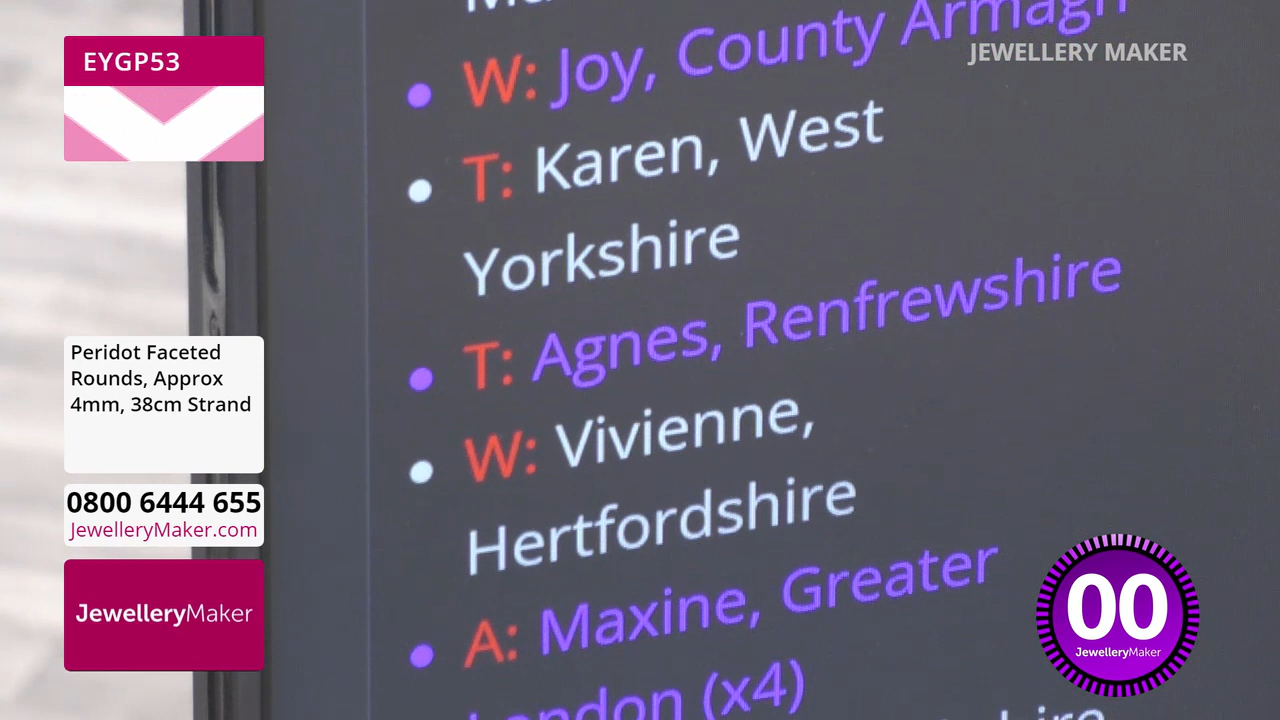 EYGP53
JEWELLERY MAKER
W: Joy, County Armagh
T: Karen, West
Yorkshire
T: Agnes, Renfrewshire
W: Vivienne,
Hertfordshire
A: Maxine, Greater
London (x4)
Peridot Faceted
Rounds, Approx
4mm, 38cm Strand
0800 6444 655
JewelleryMaker.com
JewelleryMaker
00
JewelleryMaker